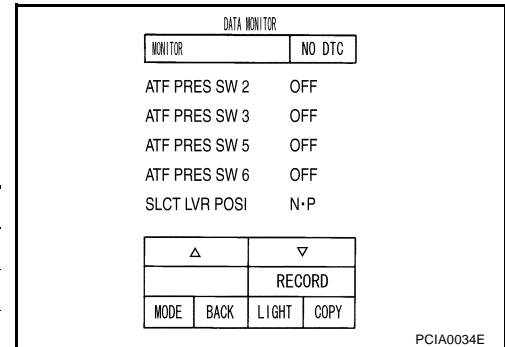 DATA MONITOR
MONITOR NO DTC
ATF PRES SW 2 OFF
ATF PRES SW 3 OFF
ATF PRES SW 5 OFF
ATF PRES SW 6 OFF
SLCT LVR POSI N·P
△ ▽
RECORD
MODE BACK LIGHT COPY
PCIA0034E